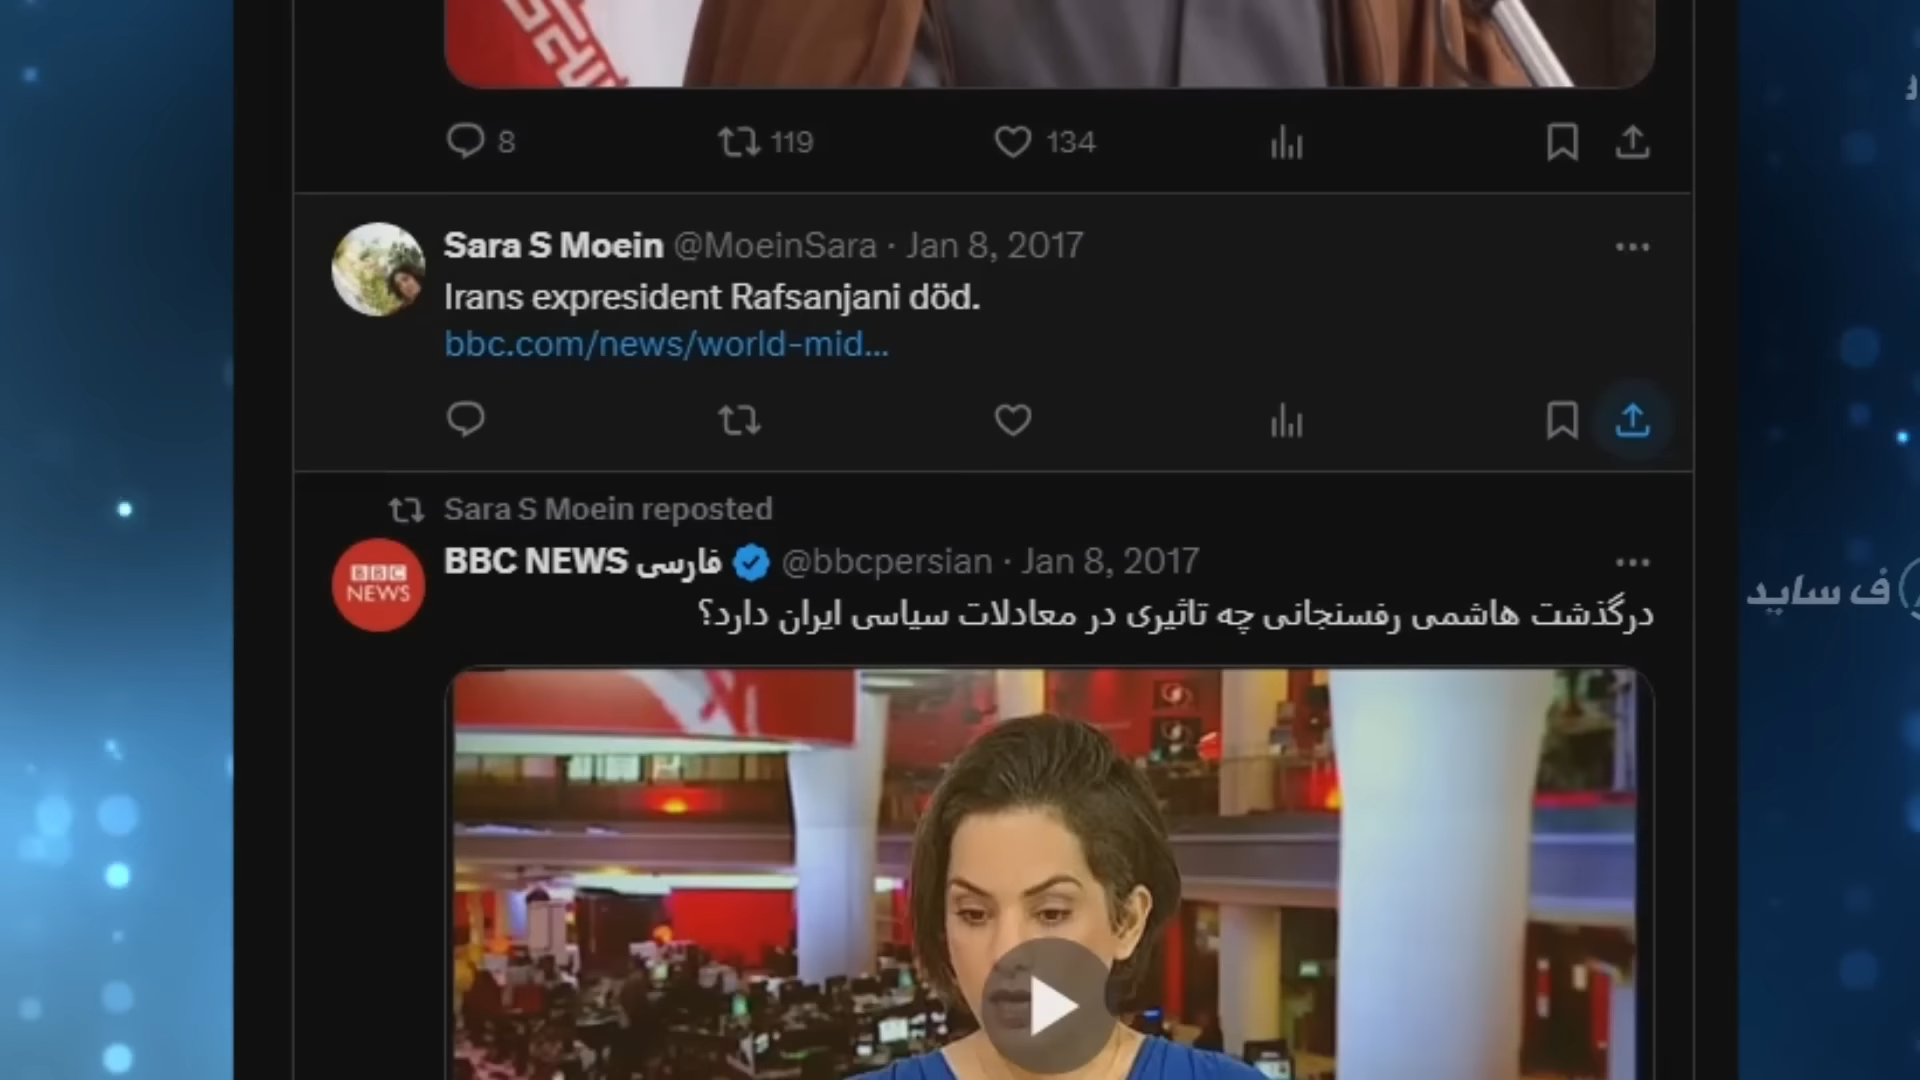 8 119 134
Sara S Moein @MoeinSara · Jan 8, 2017
Irans expresident Rafsanjani död.
bbc.com/news/world-mid...
Sara S Moein reposted
BBC NEWS فارسی @bbcpersian · Jan 8, 2017
BBC
NEWS
درگذشت هاشمی رفسنجانی چه تاثیری در معادلات سیاسی ایران دارد؟
ف ساید